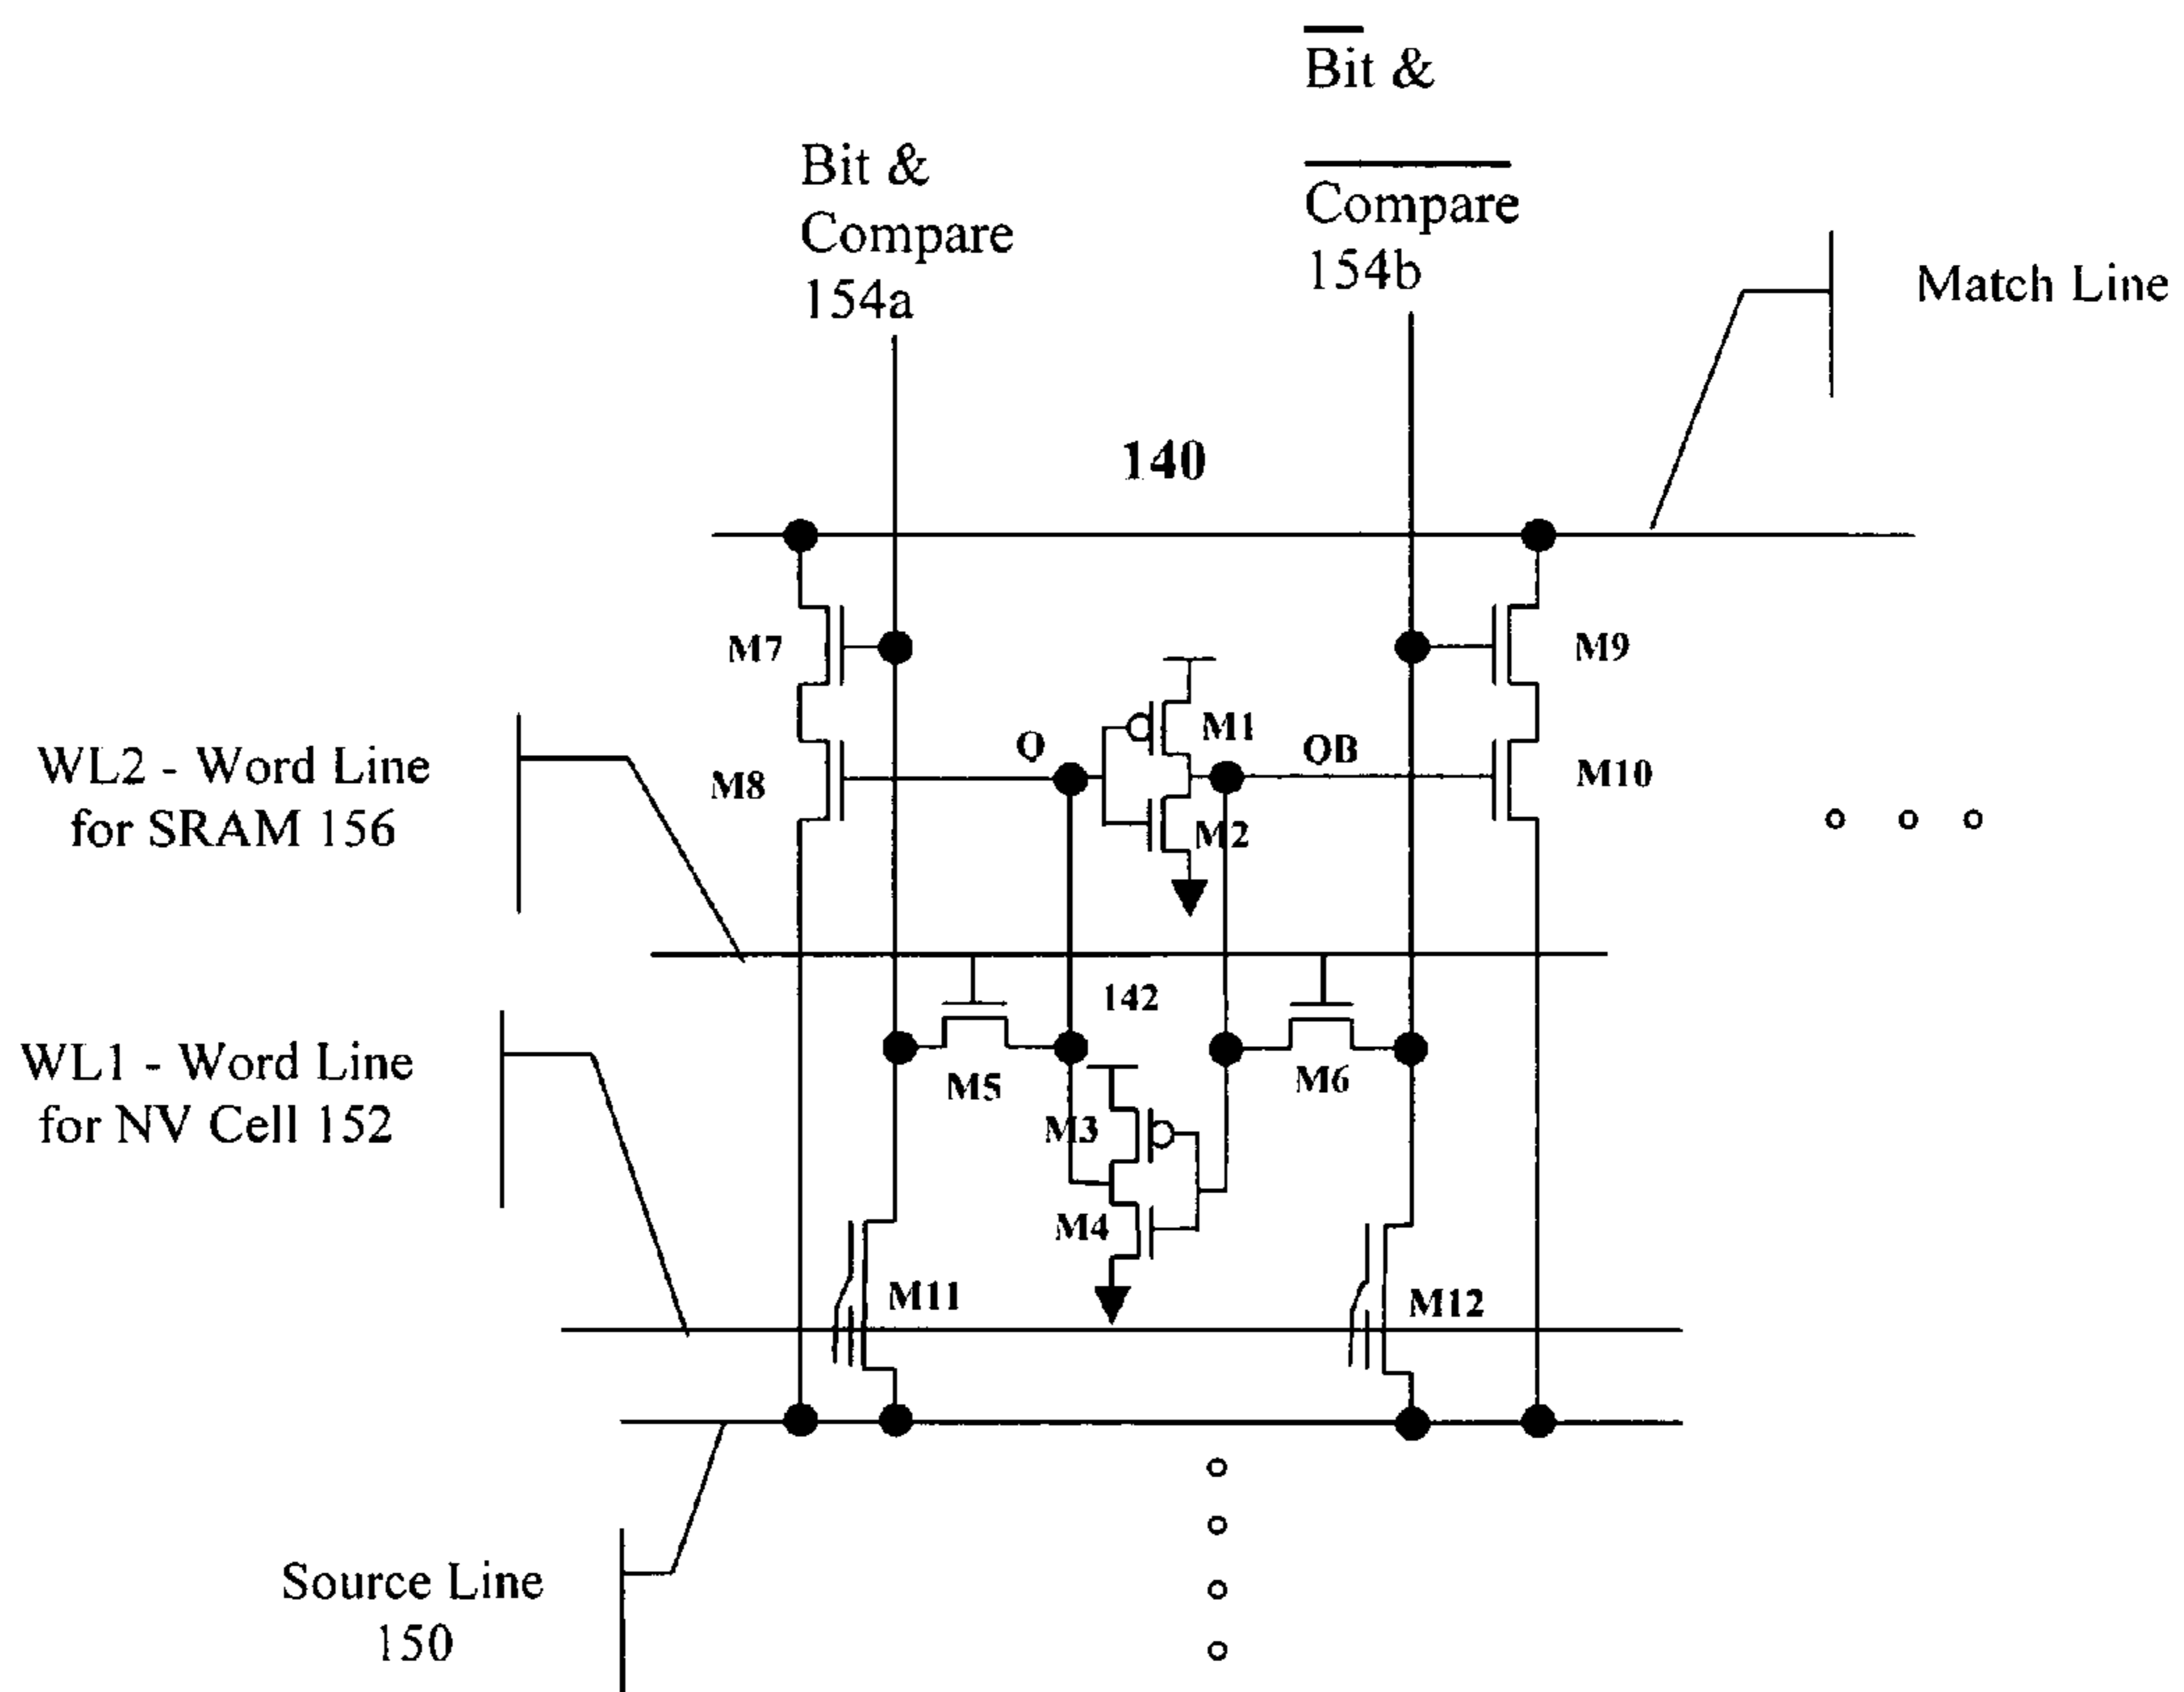 Bit &
Compare
154b
Bit &
Compare
154a
Match Line
140
M7
M9
Q
M1
QB
M8
M10
M2
WL2 - Word Line
for SRAM 156
142
M5
M6
WL1 - Word Line
for NV Cell 152
M3
M4
M11
M12
Source Line
150